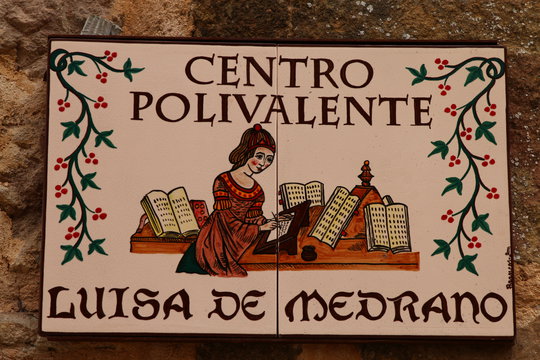 CENTRO
POLIVALENTE
LUISA DE MEDRANO